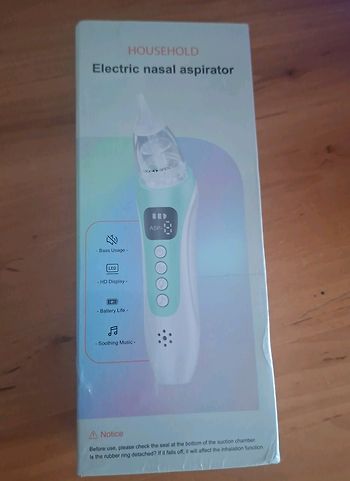 HOUSEHOLD
Electric nasal aspirator
- Bass Usage -
LED
- HD Display -
- Battery Life -
- Soothing Music -
Notice
Before use, please check the seal at the bottom of the suction chamber.
Is the rubber ring detached? If it falls off, it will affect the inhalation function.